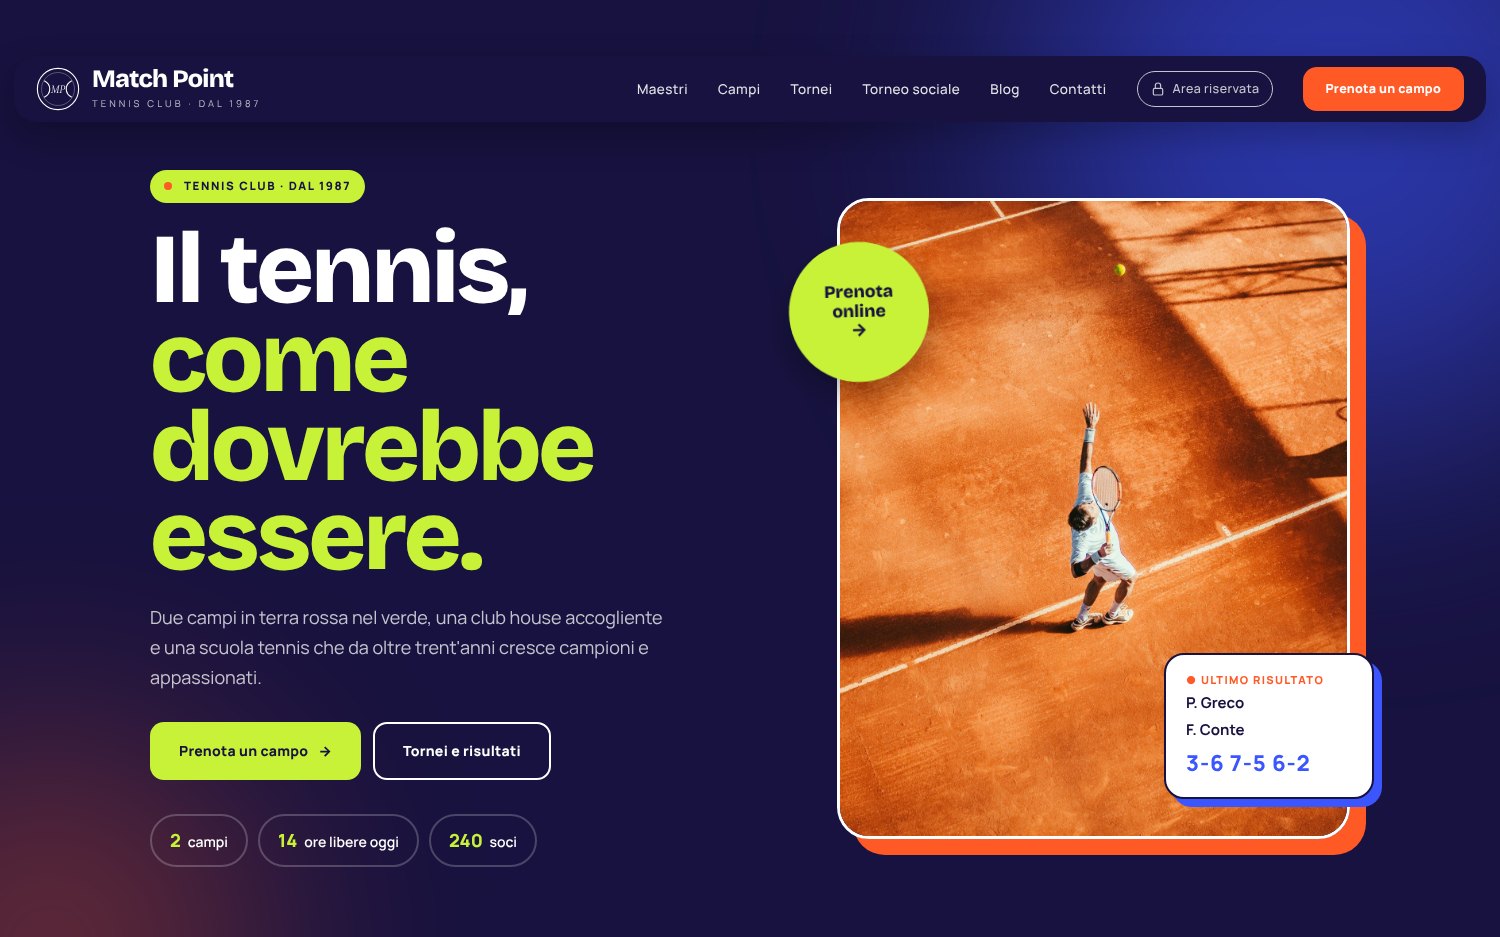 MP
Match Point
TENNIS CLUB · DAL 1987
Maestri
Campi
Tornei
Torneo sociale
Blog
Contatti
Area riservata
Prenota un campo
TENNIS CLUB · DAL 1987
Il tennis,
come
dovrebbe
essere.
Due campi in terra rossa nel verde, una club house accogliente
e una scuola tennis che da oltre trent'anni cresce campioni e
appassionati.
Prenota un campo →
Tornei e risultati
2 campi
14 ore libere oggi
240 soci
Prenota
online
→
ULTIMO RISULTATO
P. Greco
F. Conte
3-6 7-5 6-2